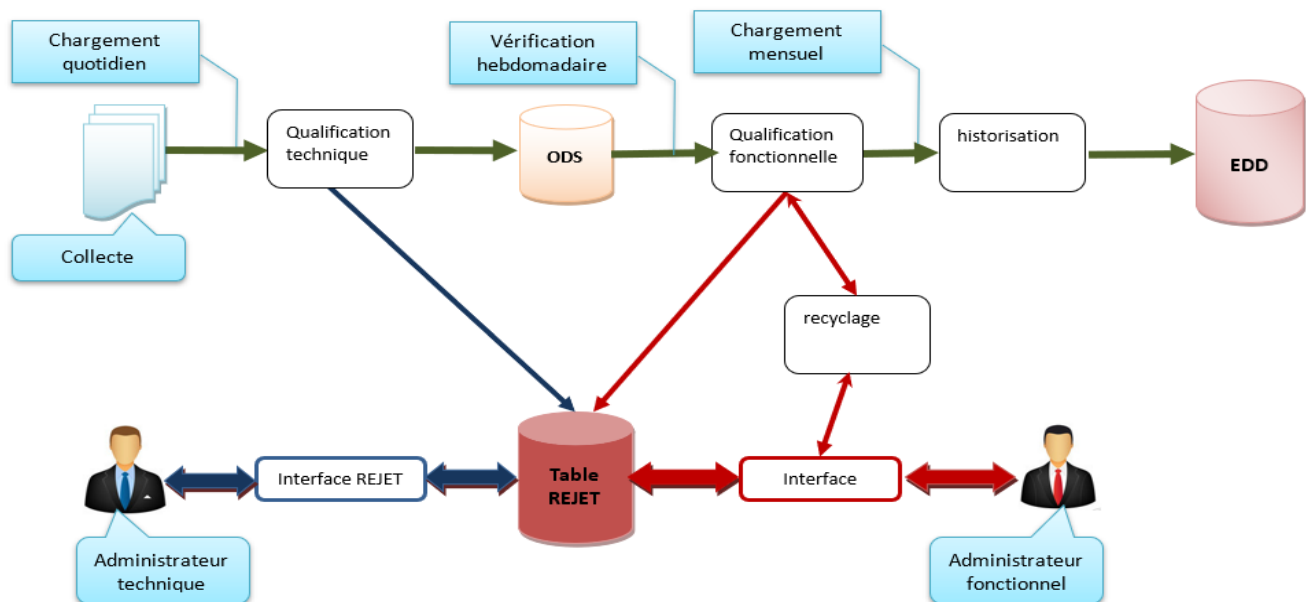 Chargement
quotidien
Vérification
hebdomadaire
Chargement
mensuel
Qualification
technique
ODS
Qualification
fonctionnelle
historisation
EDD
Collecte
recyclage
Interface REJET
Table
REJET
Interface
Administrateur
technique
Administrateur
fonctionnel